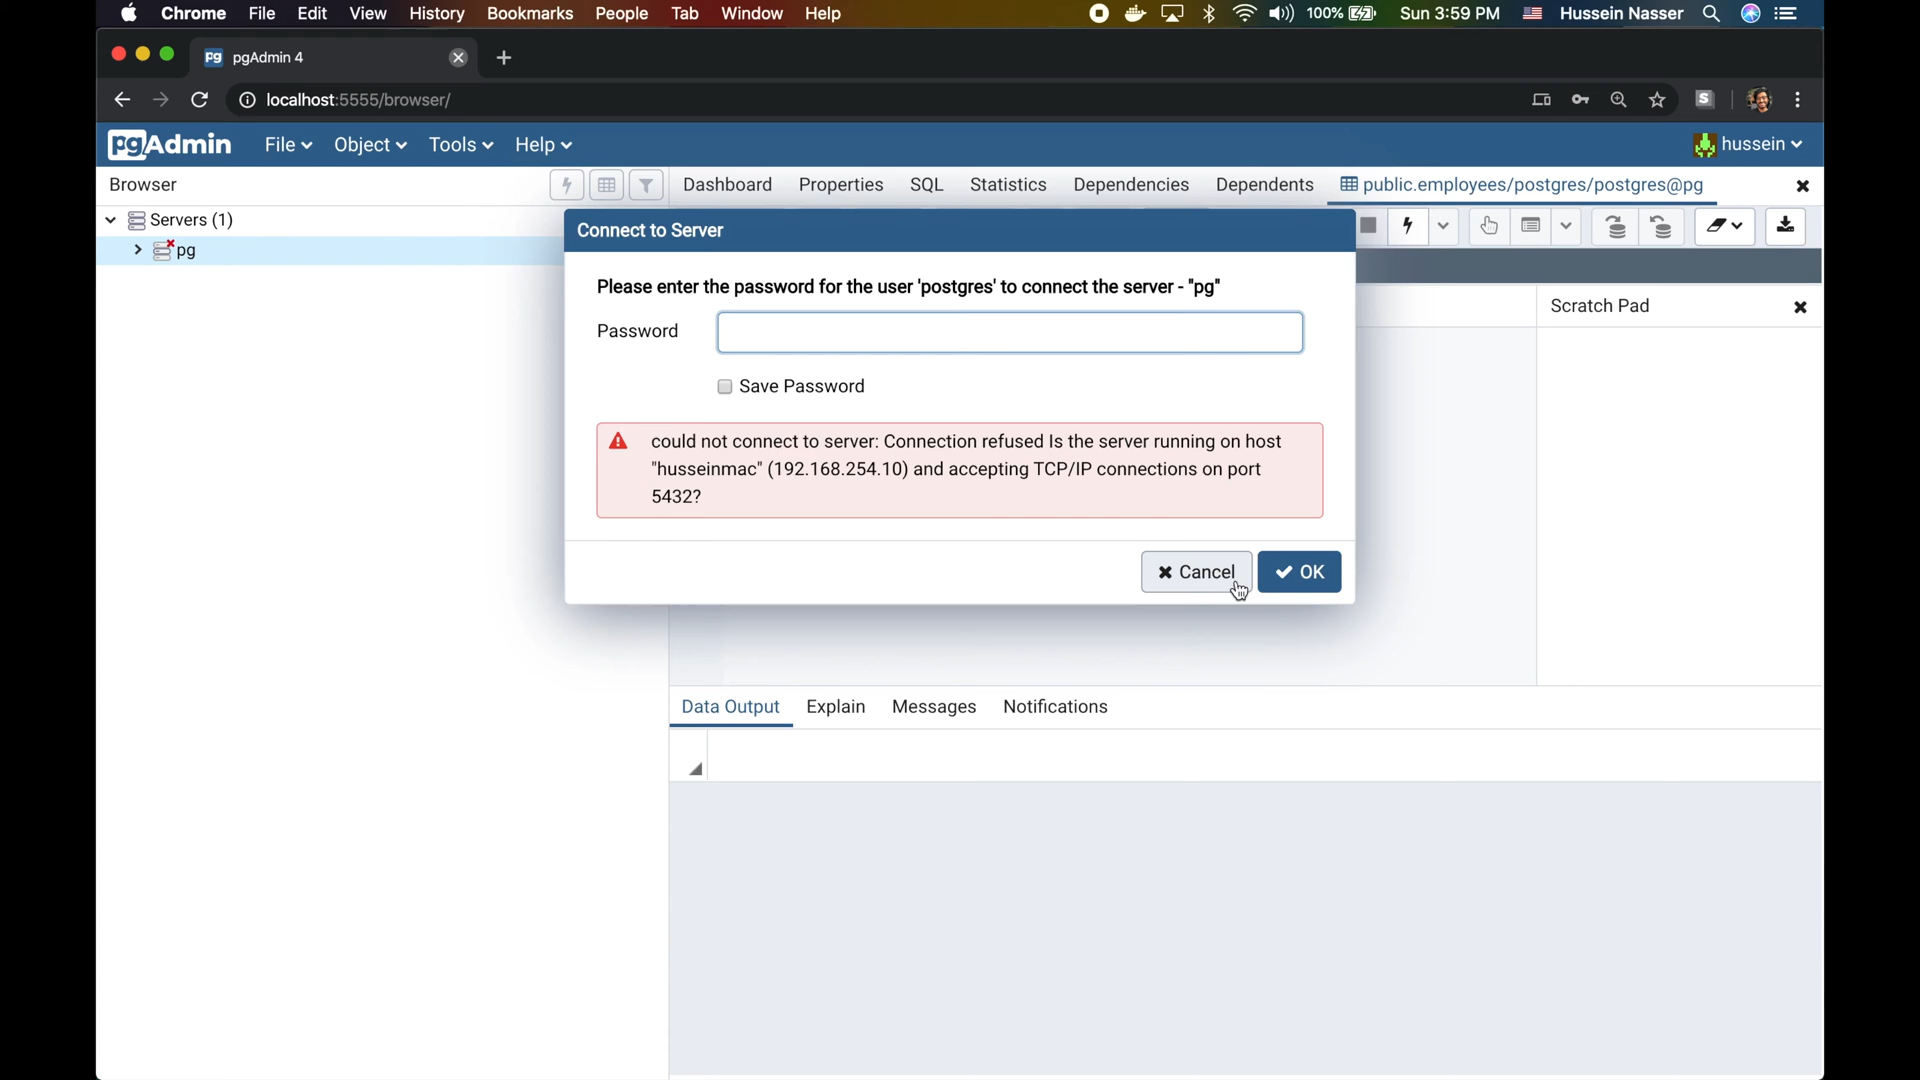 Chrome File Edit View History Bookmarks People Tab Window Help 100% Sun 3:59 PM Hussein Nasser
pgAdmin 4
localhost:5555/browser/
pgAdmin File Object Tools Help hussein
Browser Dashboard Properties SQL Statistics Dependencies Dependents public.employees/postgres/postgres@pg
Servers (1)
pg
Connect to Server
Please enter the password for the user 'postgres' to connect the server - "pg"
Scratch Pad
Password
Save Password
could not connect to server: Connection refused Is the server running on host
"husseinmac" (192.168.254.10) and accepting TCP/IP connections on port
5432?
Cancel OK
Data Output Explain Messages Notifications